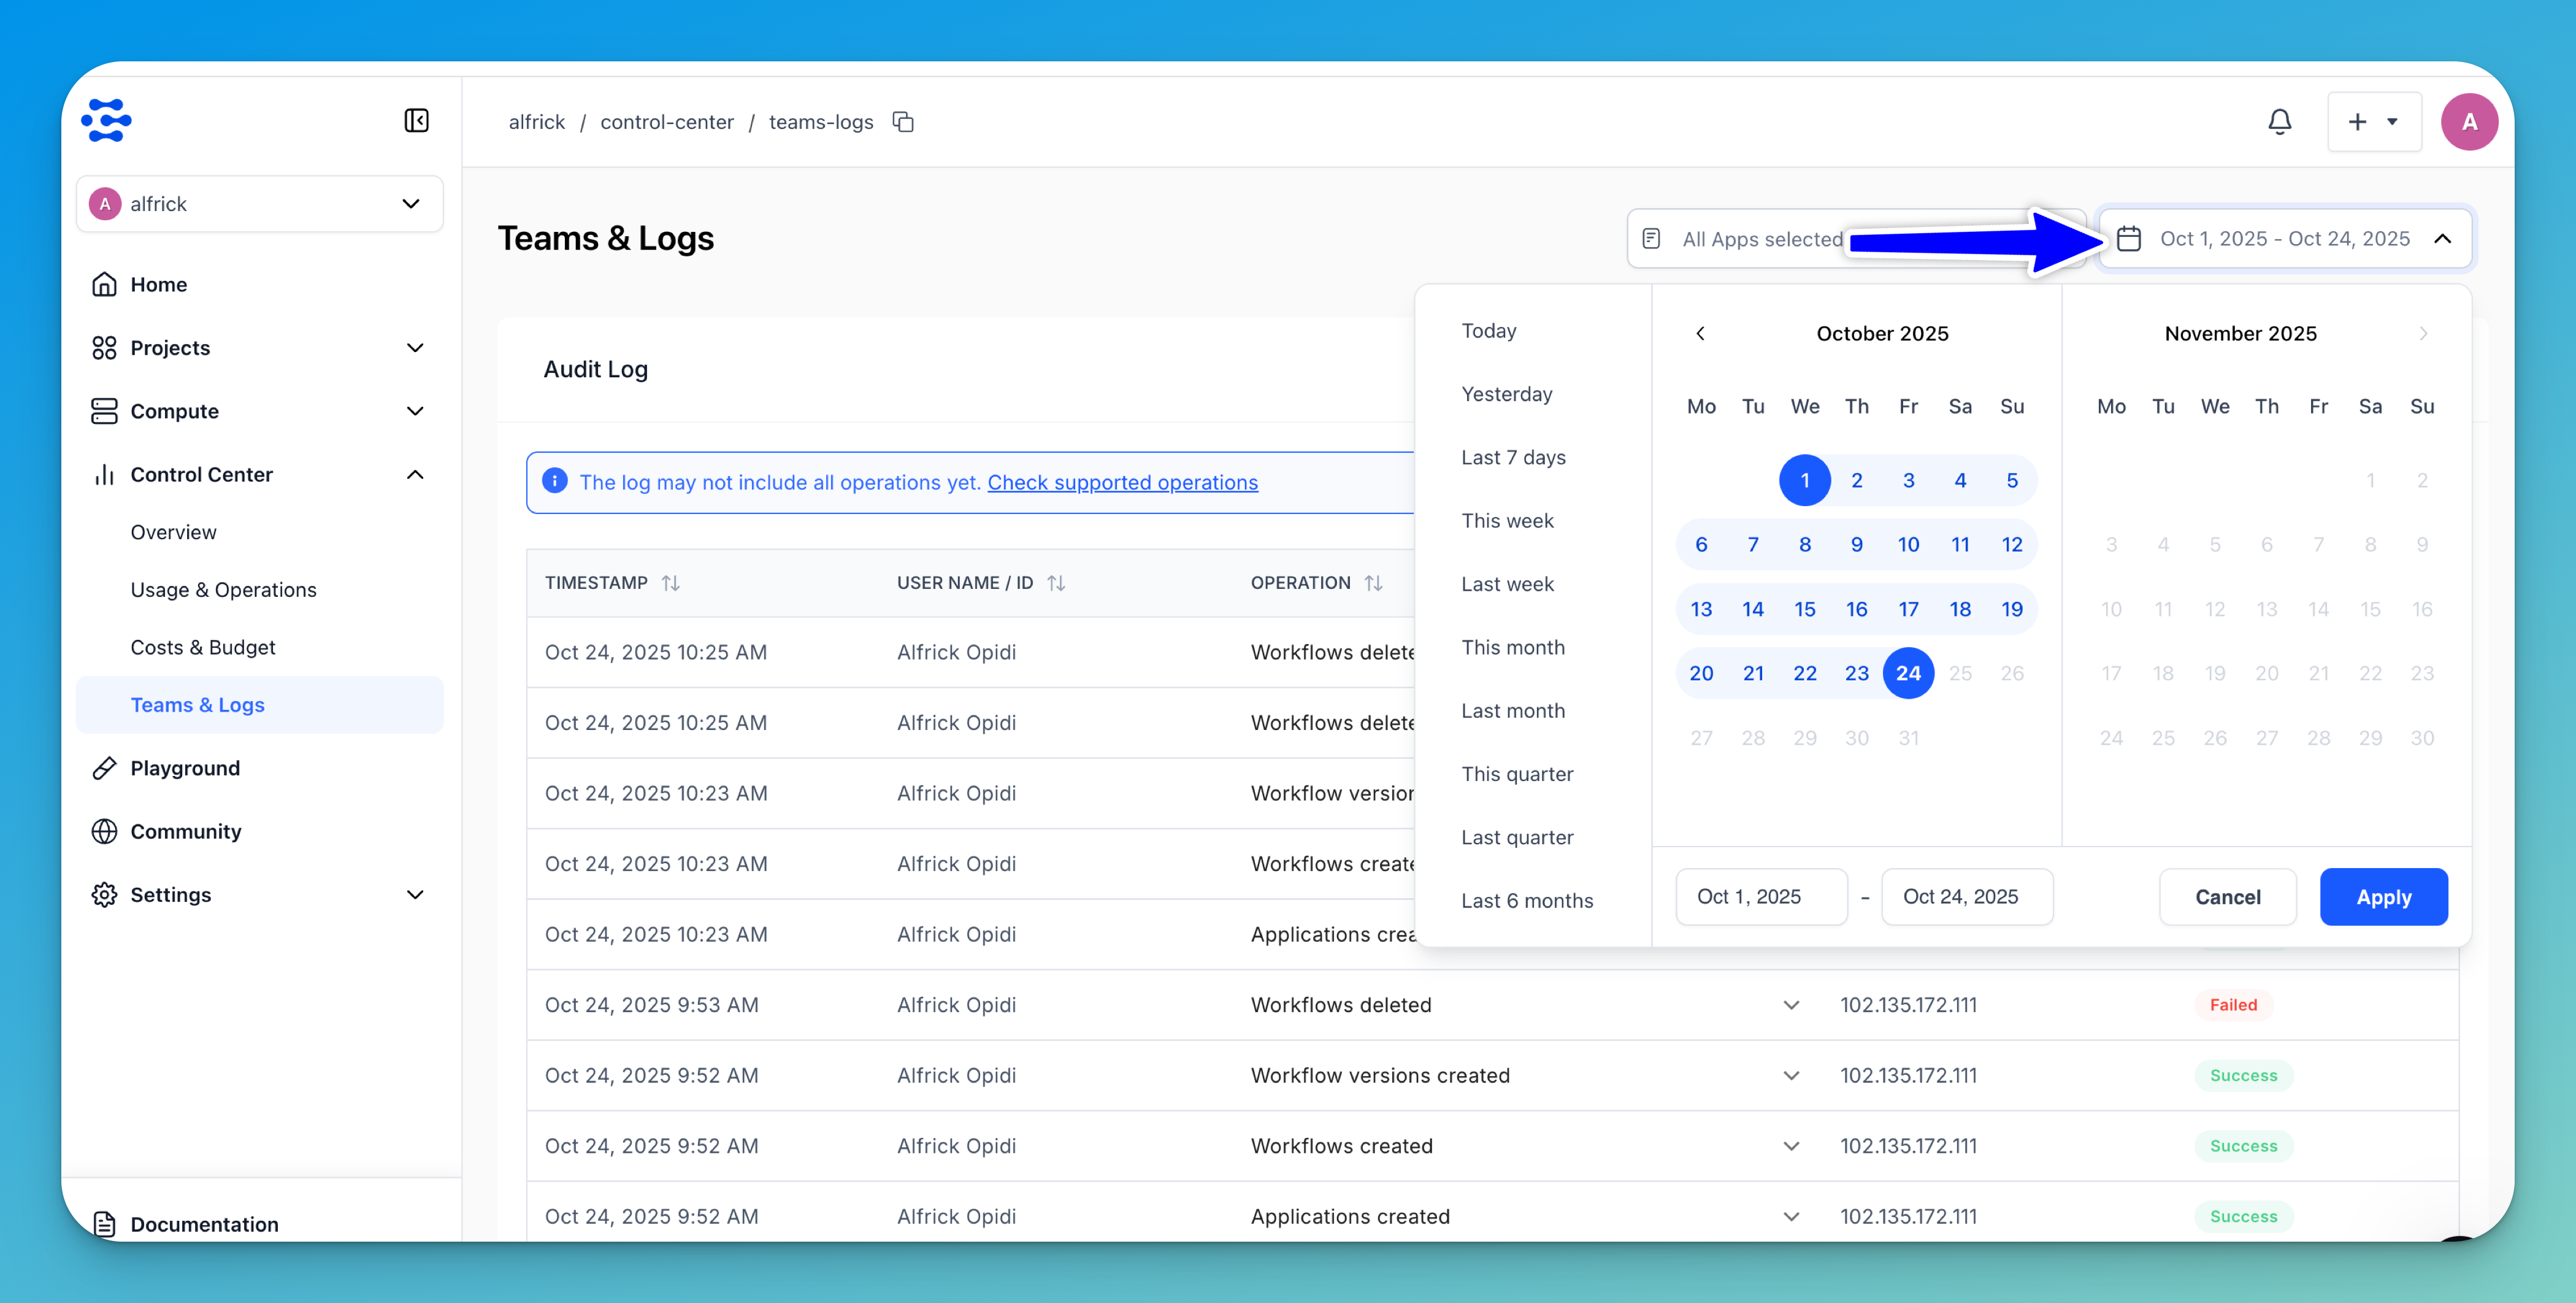 alfrick / control-center / teams-logs
A
A alfrick
Home
Projects
Compute
Control Center
Overview
Usage & Operations
Costs & Budget
Teams & Logs
Playground
Community
Settings
Documentation
Teams & Logs
All Apps selected
Oct 1, 2025 - Oct 24, 2025
Audit Log
The log may not include all operations yet. Check supported operations
TIMESTAMP USER NAME / ID OPERATION
Oct 24, 2025 10:25 AM Alfrick Opidi Workflows delete
Oct 24, 2025 10:25 AM Alfrick Opidi Workflows delete
Oct 24, 2025 10:23 AM Alfrick Opidi Workflow version
Oct 24, 2025 10:23 AM Alfrick Opidi Workflows create
Oct 24, 2025 10:23 AM Alfrick Opidi Applications crea
Oct 24, 2025 9:53 AM Alfrick Opidi Workflows deleted 102.135.172.111 Failed
Oct 24, 2025 9:52 AM Alfrick Opidi Workflow versions created 102.135.172.111 Success
Oct 24, 2025 9:52 AM Alfrick Opidi Workflows created 102.135.172.111 Success
Oct 24, 2025 9:52 AM Alfrick Opidi Applications created 102.135.172.111 Success
Today
Yesterday
Last 7 days
This week
Last week
This month
Last month
This quarter
Last quarter
Last 6 months
October 2025
Mo Tu We Th Fr Sa Su
1 2 3 4 5
6 7 8 9 10 11 12
13 14 15 16 17 18 19
20 21 22 23 24 25 26
27 28 29 30 31
November 2025
Mo Tu We Th Fr Sa Su
1 2
3 4 5 6 7 8 9
10 11 12 13 14 15 16
17 18 19 20 21 22 23
24 25 26 27 28 29 30
Oct 1, 2025 - Oct 24, 2025
Cancel
Apply